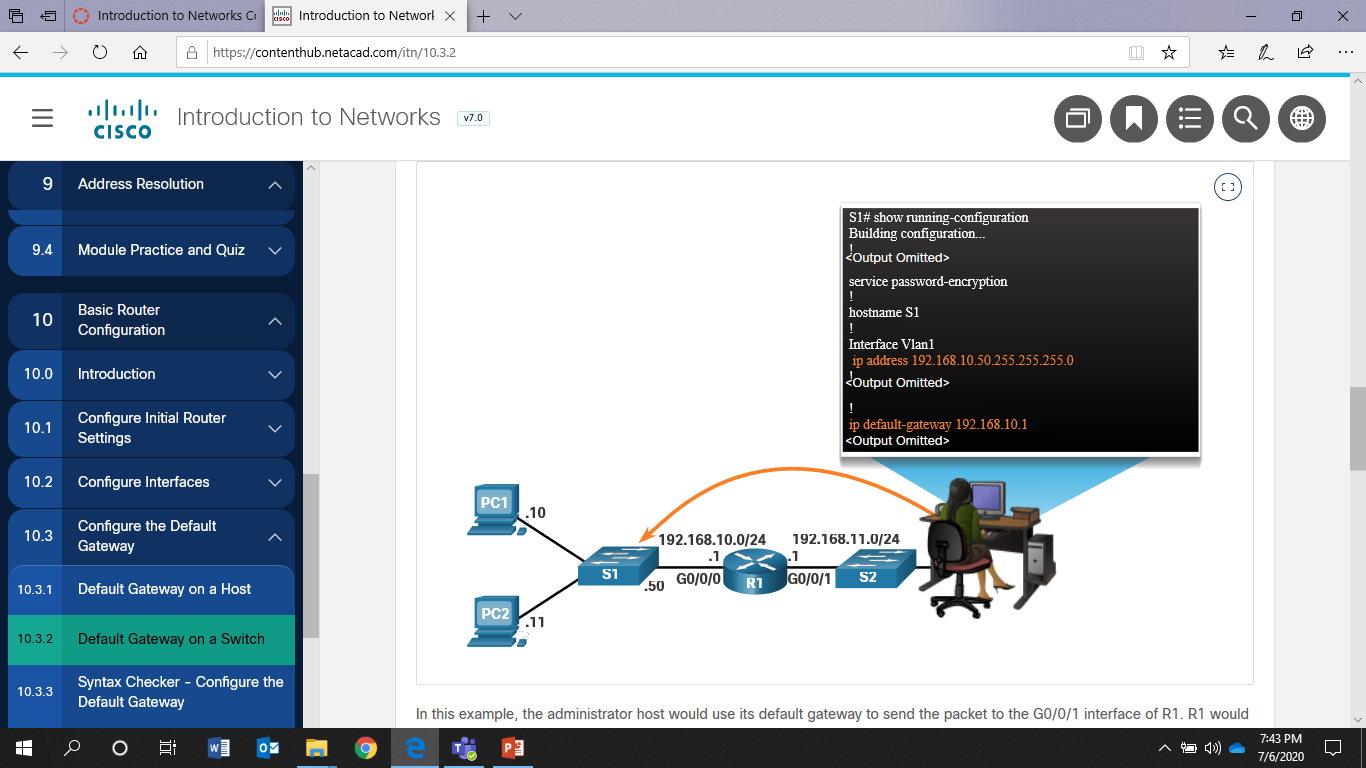 Introduction to Networks Co
Introduction to Network
https://contenthub.netacad.com/itn/10.3.2
CISCO
Introduction to Networks
v7.0
9
Address Resolution
9.4
Module Practice and Quiz
10
Basic Router
Configuration
10.0
Introduction
10.1
Configure Initial Router
Settings
10.2
Configure Interfaces
10.3
Configure the Default
Gateway
10.3.1
Default Gateway on a Host
10.3.2
Default Gateway on a Switch
10.3.3
Syntax Checker - Configure the
Default Gateway
S1# show running-configuration
Building configuration...
!
<Output Omitted>
service password-encryption
!
hostname S1
!
Interface Vlan1
ip address 192.168.10.50.255.255.255.0
!
<Output Omitted>
!
ip default-gateway 192.168.10.1
<Output Omitted>
PC1
.10
192.168.10.0/24
192.168.11.0/24
.1
.1
S1
.50
G0/0/0
R1
G0/0/1
S2
PC2
.11
In this example, the administrator host would use its default gateway to send the packet to the G0/0/1 interface of R1. R1 would
7:43 PM
7/6/2020